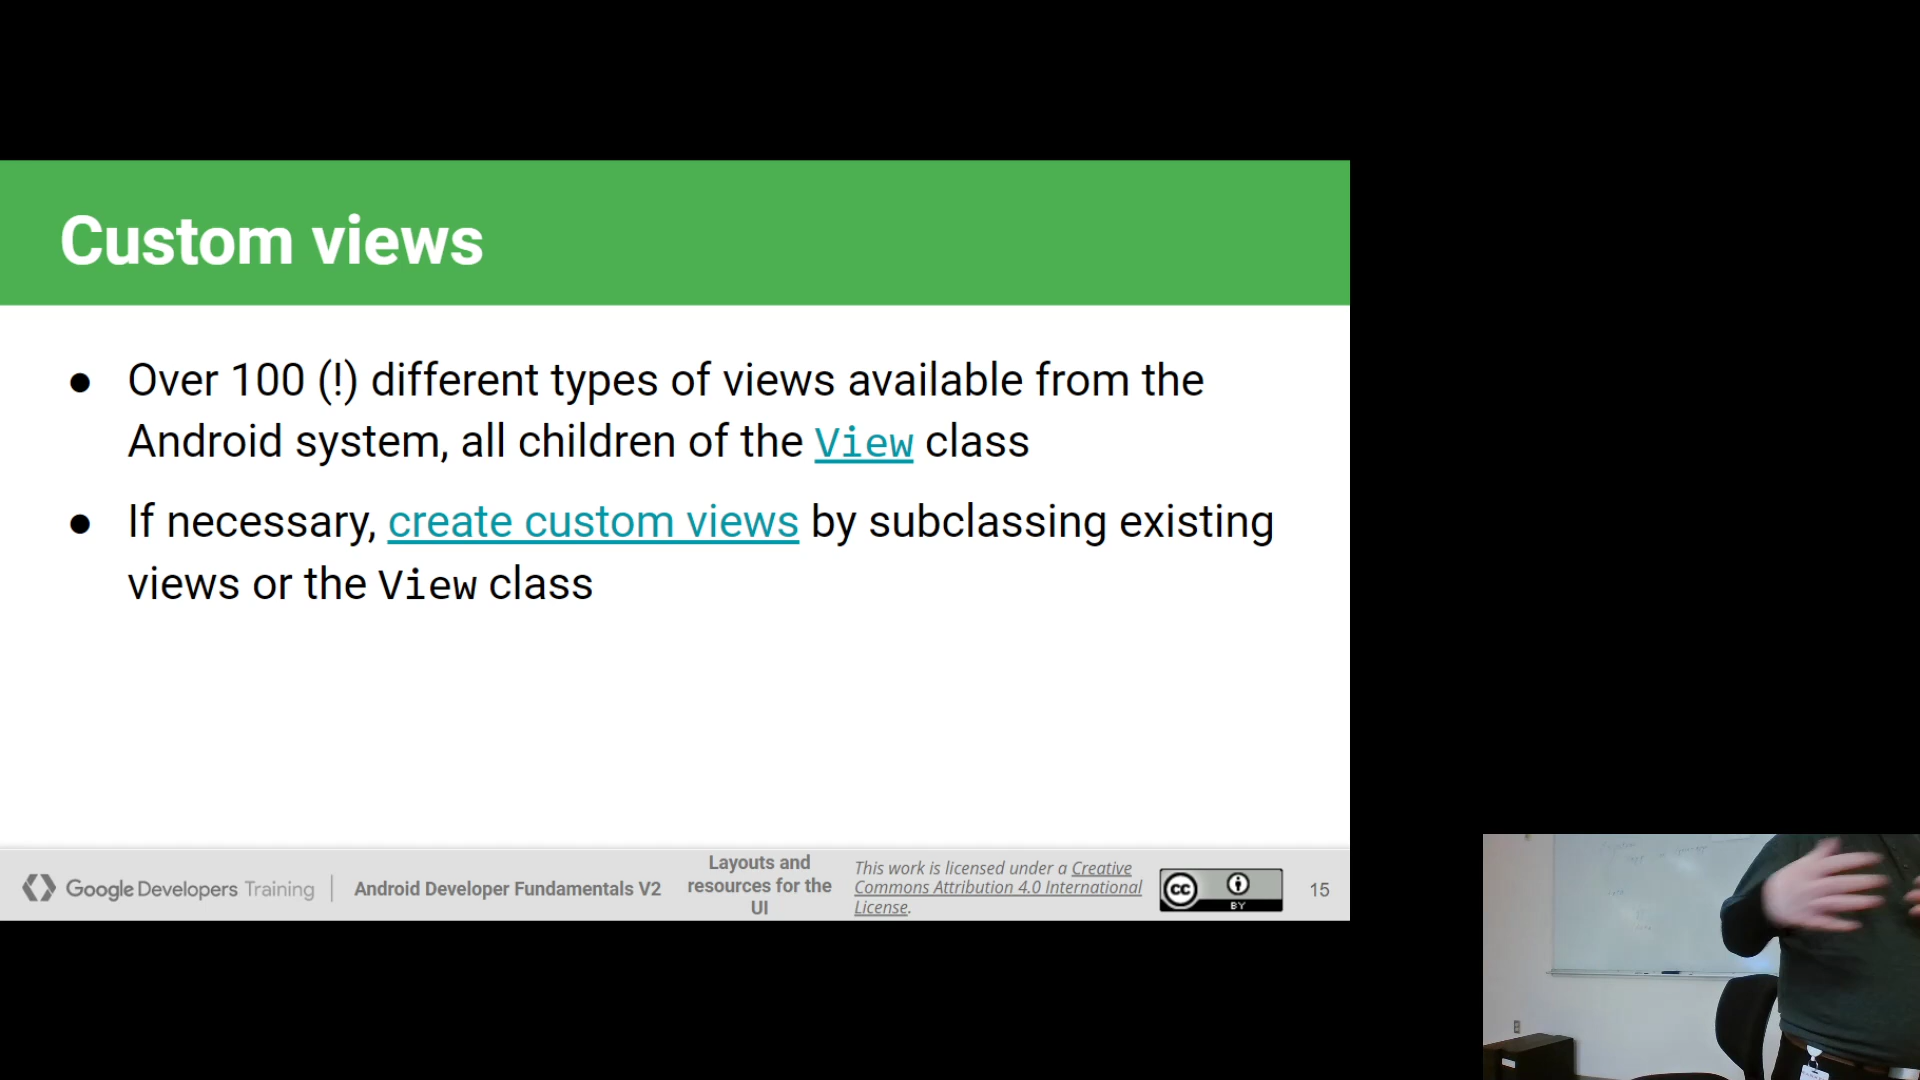 Custom views
● Over 100 (!) different types of views available from the
Android system, all children of the View class
● If necessary, create custom views by subclassing existing
views or the View class
Google Developers Training
Android Developer Fundamentals V2
Layouts and
resources for the
UI
This work is licensed under a Creative
Commons Attribution 4.0 International
License.
cc
BY
15